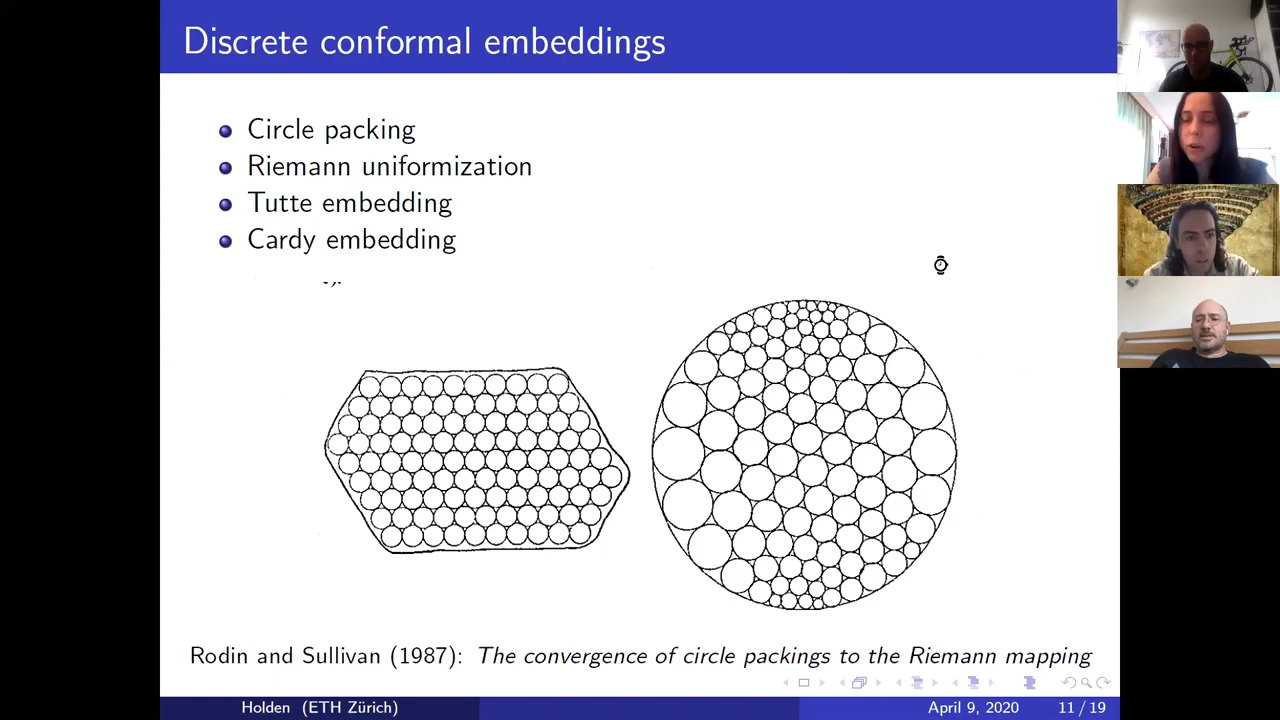 Discrete conformal embeddings
Circle packing
Riemann uniformization
Tutte embedding
Cardy embedding
Rodin and Sullivan (1987): The convergence of circle packings to the Riemann mapping
Holden (ETH Zürich)
April 9, 2020
11 / 19